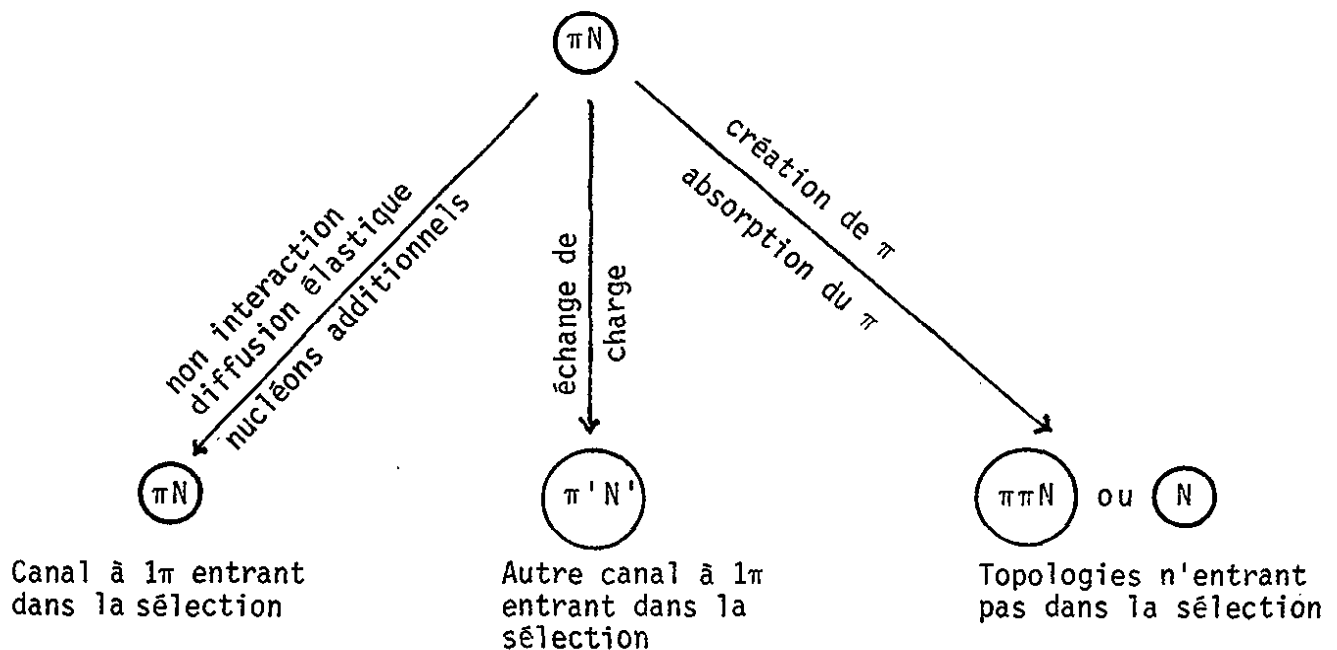 πN
non interaction
diffusion élastique
nucléons additionnels
échange de
charge
création de π
absorption du π
πN
π'N'
ππN ou N
Canal à 1π entrant
dans la sélection
Autre canal à 1π
entrant dans la
sélection
Topologies n'entrant
pas dans la sélection